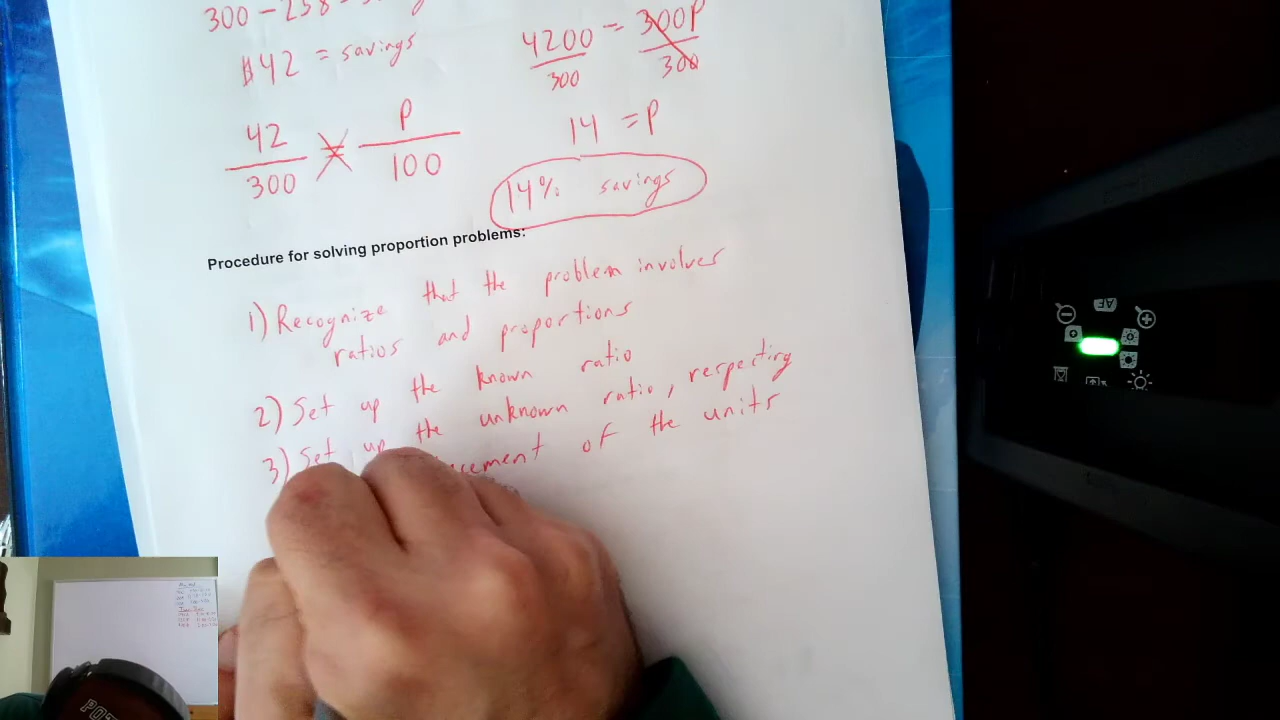 300 - 258 =
$42 = savings
42/300 = P/100
4200/300 = 300P/300
14 = P
14% savings
Procedure for solving proportion problems:
1) Recognize that the problem involves
ratios and proportions
2) Set up the known ratio
3) Set up the unknown ratio, respecting
of the units